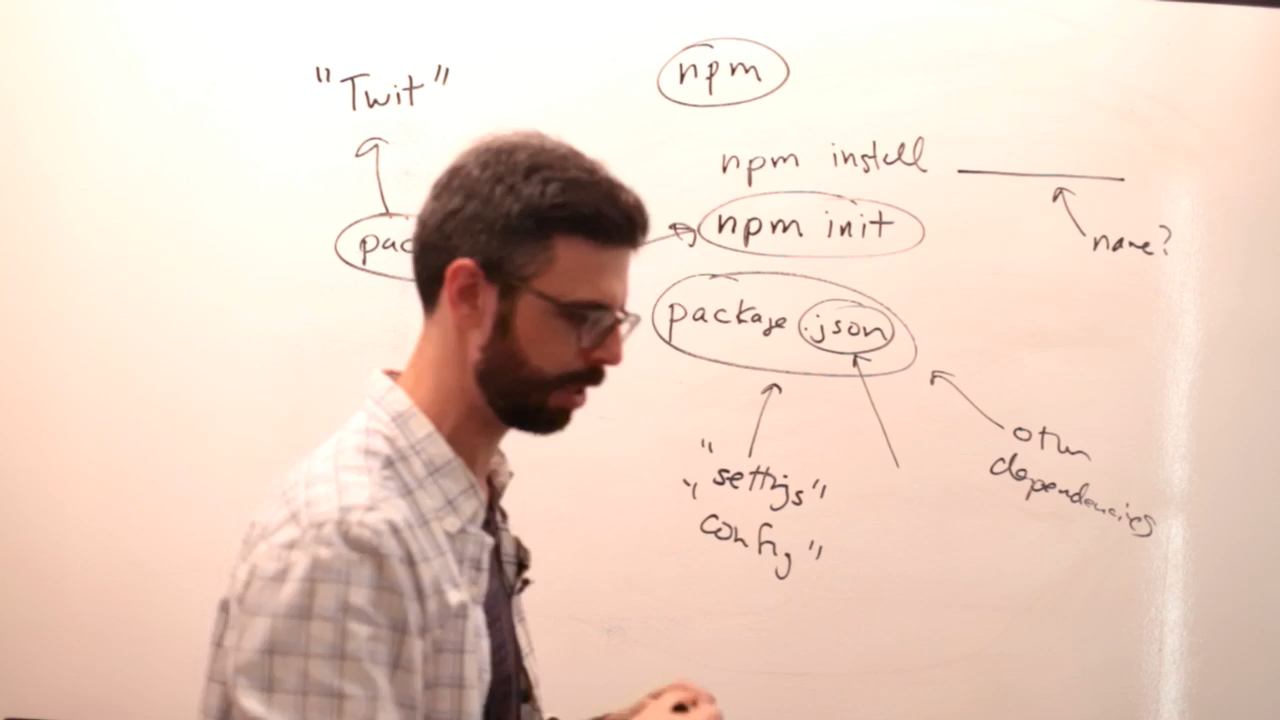 "Twit"
npm
npm install
pac
npm init
name?
package.json
"settings"
"config"
other
dependencies